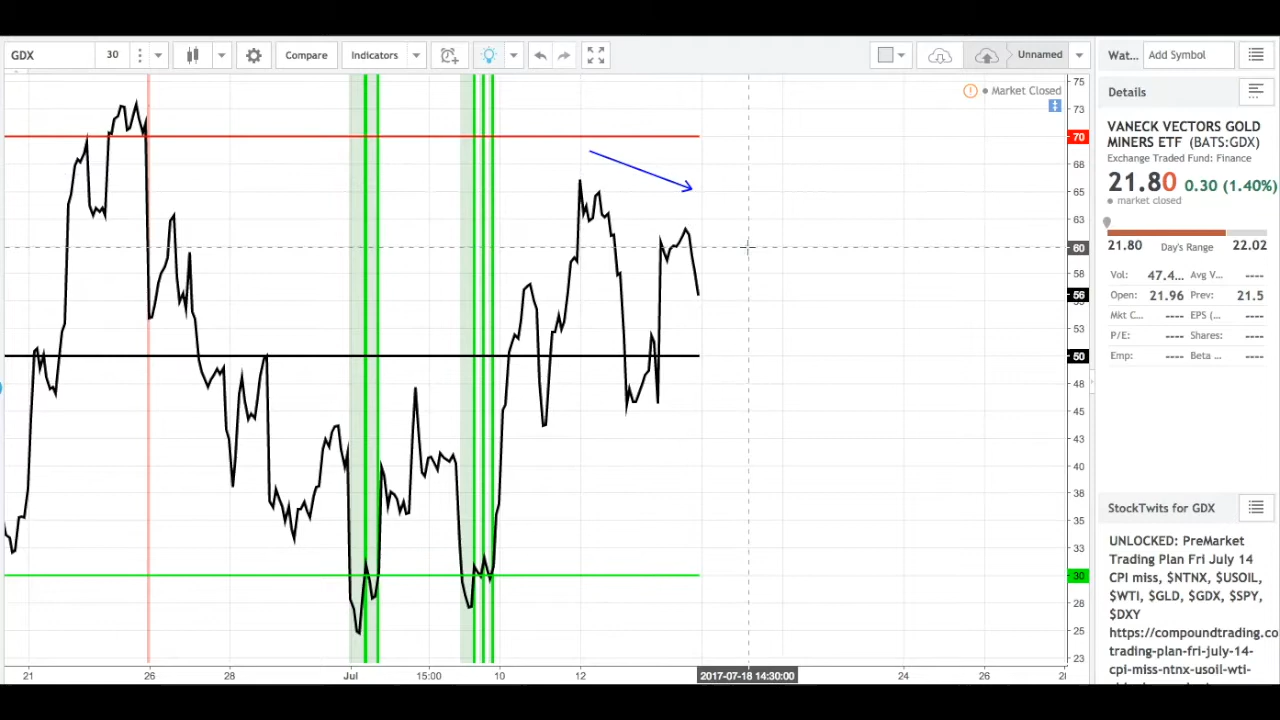 GDX
30
Compare
Indicators
Unnamed
Wat...
Add Symbol
Market Closed
Details
VANECK VECTORS GOLD
MINERS ETF (BATS:GDX)
Exchange Traded Fund: Finance
21.80 0.30 (1.40%)
market closed
21.80 Day's Range 22.02
Vol: 47.4... Avg V... ----
Open: 21.96 Prev: 21.5
Mkt C... ---- EPS (... ----
P/E: ---- Shares: ----
Emp: ---- Beta ... ----
StockTwits for GDX
UNLOCKED: PreMarket
Trading Plan Fri July 14
CPI miss, $NTNX, $USOIL,
$WTI, $GLD, $GDX, $SPY,
$DXY
https://compoundtrading.co
trading-plan-fri-july-14-
cpi-miss-ntnx-usoil-wti-
75
73
70
68
65
63
60
58
56
53
50
48
45
43
40
38
35
33
30
28
25
23
21
26
28
Jul
15:00
10
12
2017-07-18 14:30:00
24
26